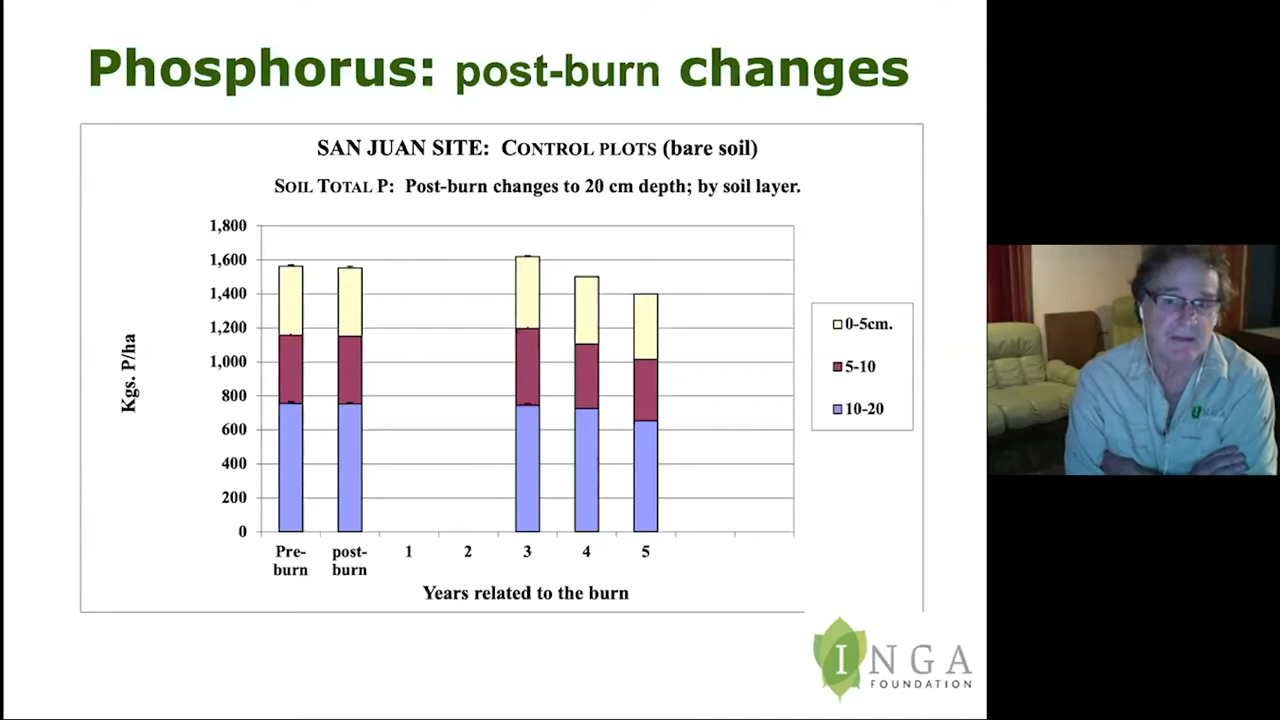 Phosphorus: post-burn changes
SAN JUAN SITE: CONTROL PLOTS (bare soil)
SOIL TOTAL P: Post-burn changes to 20 cm depth; by soil layer.
Kgs. P/ha
1,800
1,600
1,400
1,200
1,000
800
600
400
200
0
Pre-
burn
post-
burn
1
2
3
4
5
Years related to the burn
0-5cm.
5-10
10-20
INGA
FOUNDATION
INGA